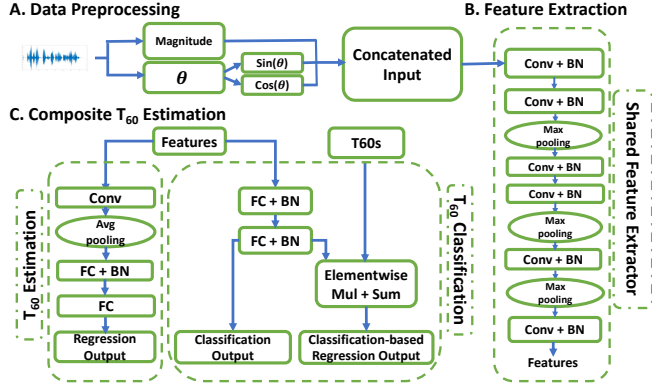 A. Data Preprocessing
Magnitude
θ
Sin(θ)
Cos(θ)
Concatenated
Input
B. Feature Extraction
Conv + BN
Conv + BN
Max
pooling
Conv + BN
Conv + BN
Max
pooling
Conv + BN
Max
pooling
Conv + BN
Features
Shared Feature Extractor
C. Composite T60 Estimation
Features
T60s
Conv
Avg
pooling
FC + BN
FC
Regression
Output
T60 Estimation
FC + BN
FC + BN
Elementwise
Mul + Sum
Classification
Output
Classification-based
Regression Output
T60 Classification